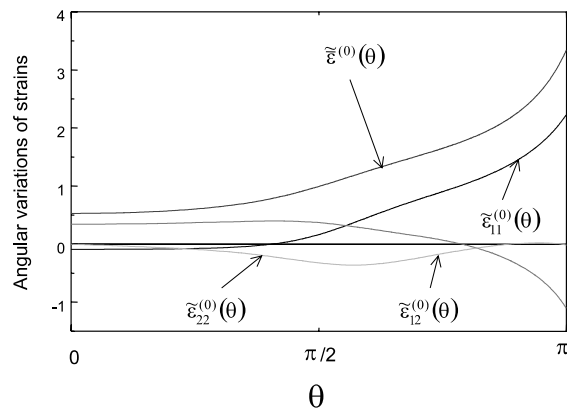 4
3
2
1
0
-1
Angular variations of strains
ε̃̄⁽⁰⁾(θ)
ε̃₁₁⁽⁰⁾(θ)
ε̃₂₂⁽⁰⁾(θ)
ε̃₁₂⁽⁰⁾(θ)
0
π/2
π
θ